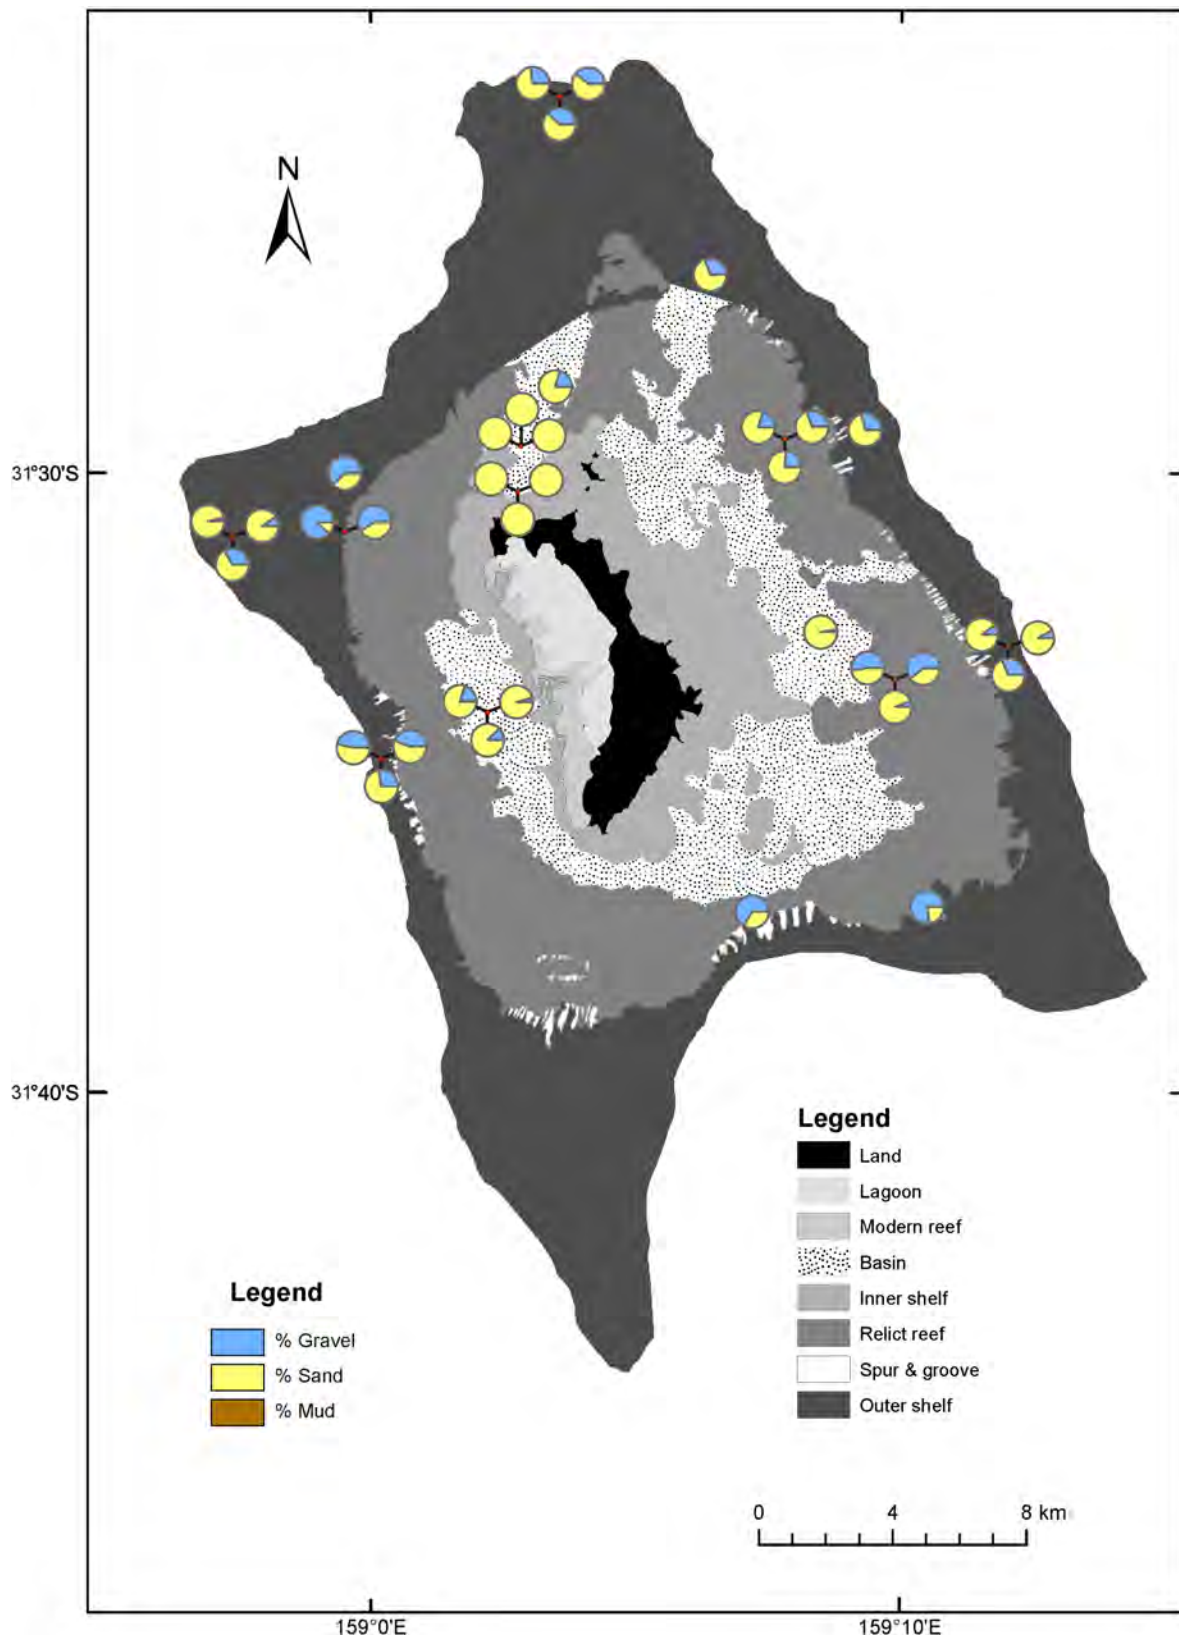 N
31°30'S
31°40'S
Legend
Land
Lagoon
Modern reef
Basin
Inner shelf
Relict reef
Spur & groove
Outer shelf
Legend
% Gravel
% Sand
% Mud
0 4 8 km
159°0'E 159°10'E